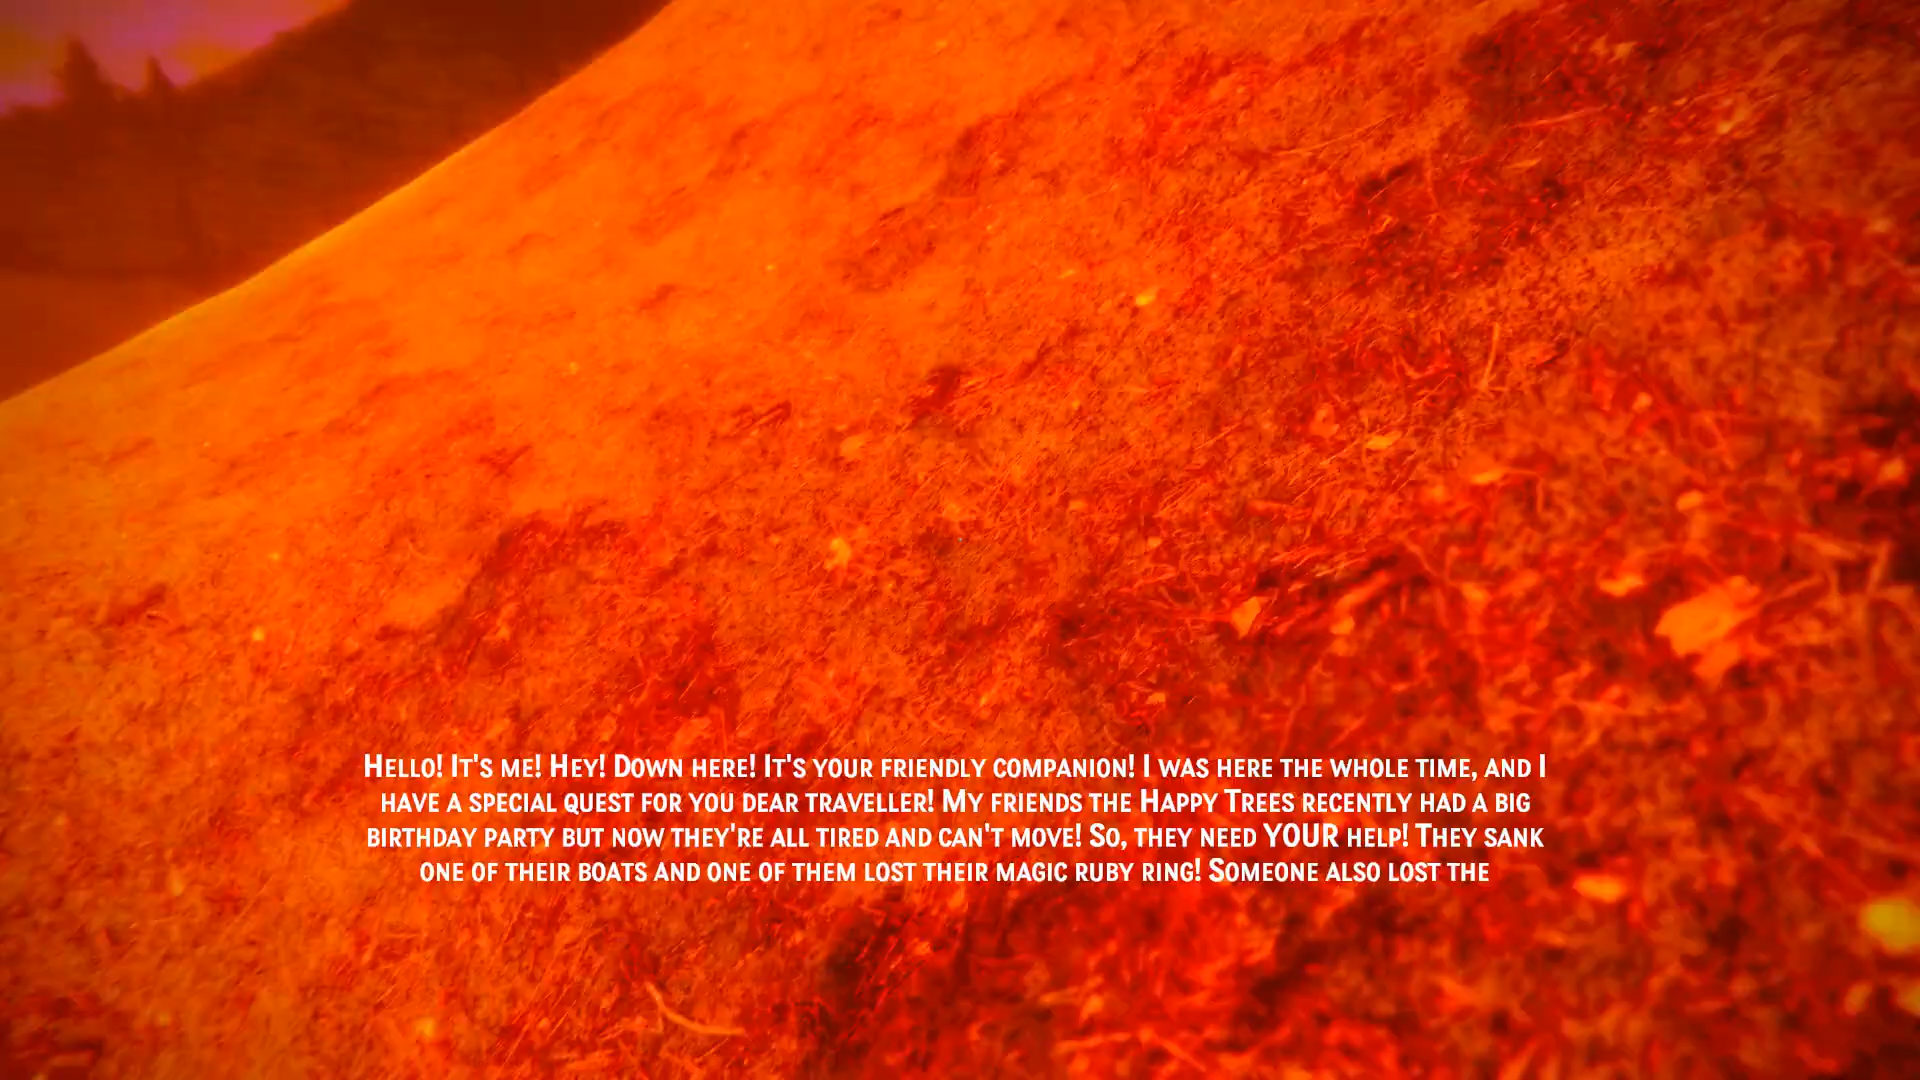 Hello! It's me! Hey! Down here! It's your friendly companion! I was here the whole time, and I
have a special quest for you dear traveller! My friends the Happy Trees recently had a big
birthday party but now they're all tired and can't move! So, they need YOUR help! They sank
one of their boats and one of them lost their magic ruby ring! Someone also lost the